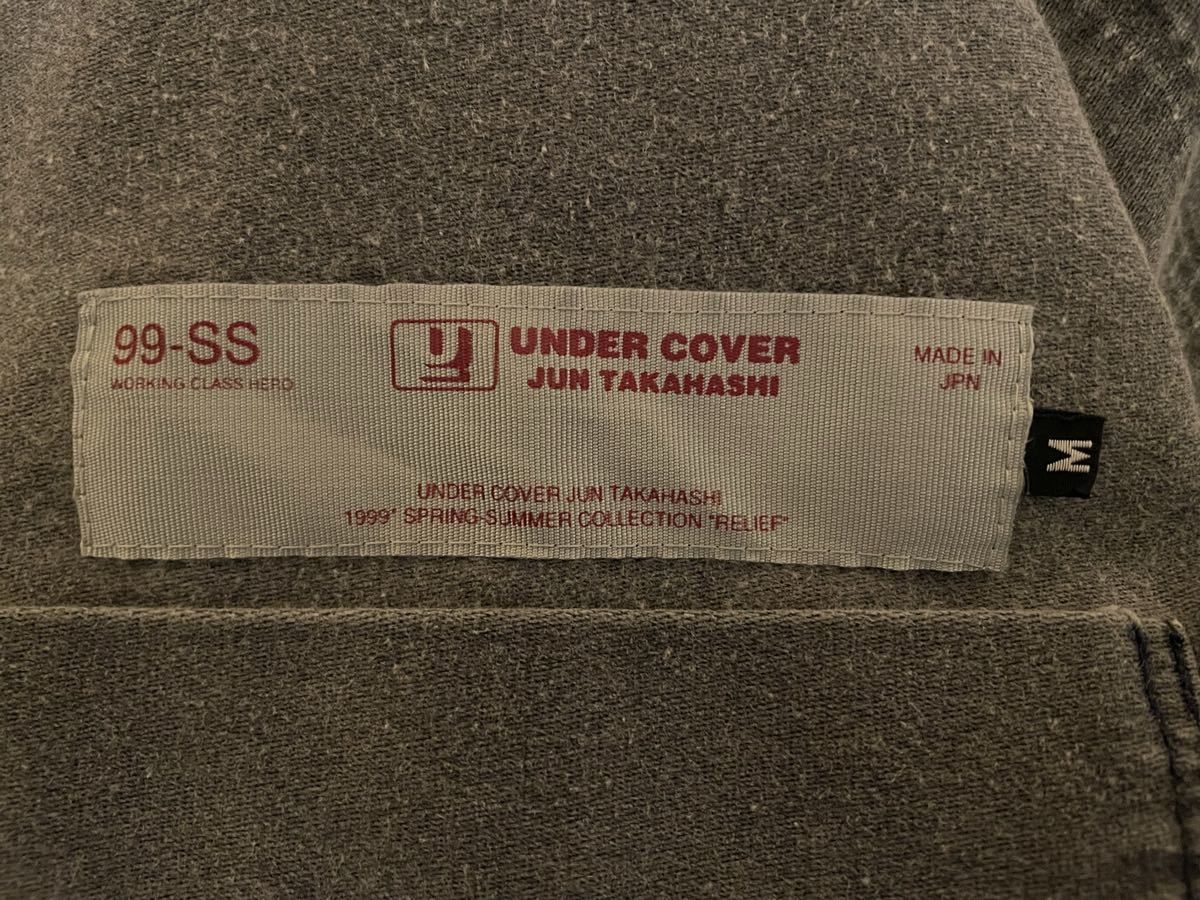 99-SS
WORKING CLASS HERO
U
UNDER COVER
JUN TAKAHASHI
MADE IN
JPN
M
UNDER COVER JUN TAKAHASHI
1999" SPRING-SUMMER COLLECTION "RELIEF"